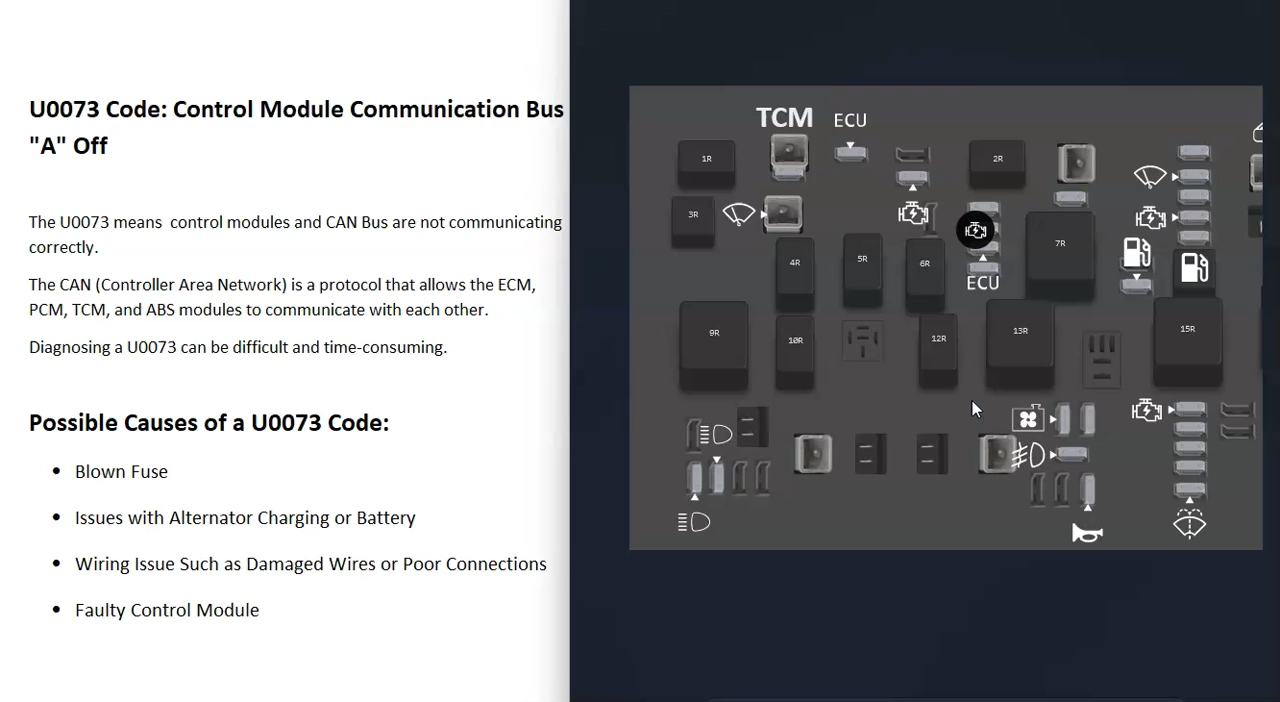 U0073 Code: Control Module Communication Bus
"A" Off
The U0073 means  control modules and CAN Bus are not communicating
correctly.
The CAN (Controller Area Network) is a protocol that allows the ECM,
PCM, TCM, and ABS modules to communicate with each other.
Diagnosing a U0073 can be difficult and time-consuming.
Possible Causes of a U0073 Code:
• Blown Fuse
• Issues with Alternator Charging or Battery
• Wiring Issue Such as Damaged Wires or Poor Connections
• Faulty Control Module
TCM ECU
1R 2R
3R
4R 5R 6R 7R
ECU
9R 10R 12R 13R 15R